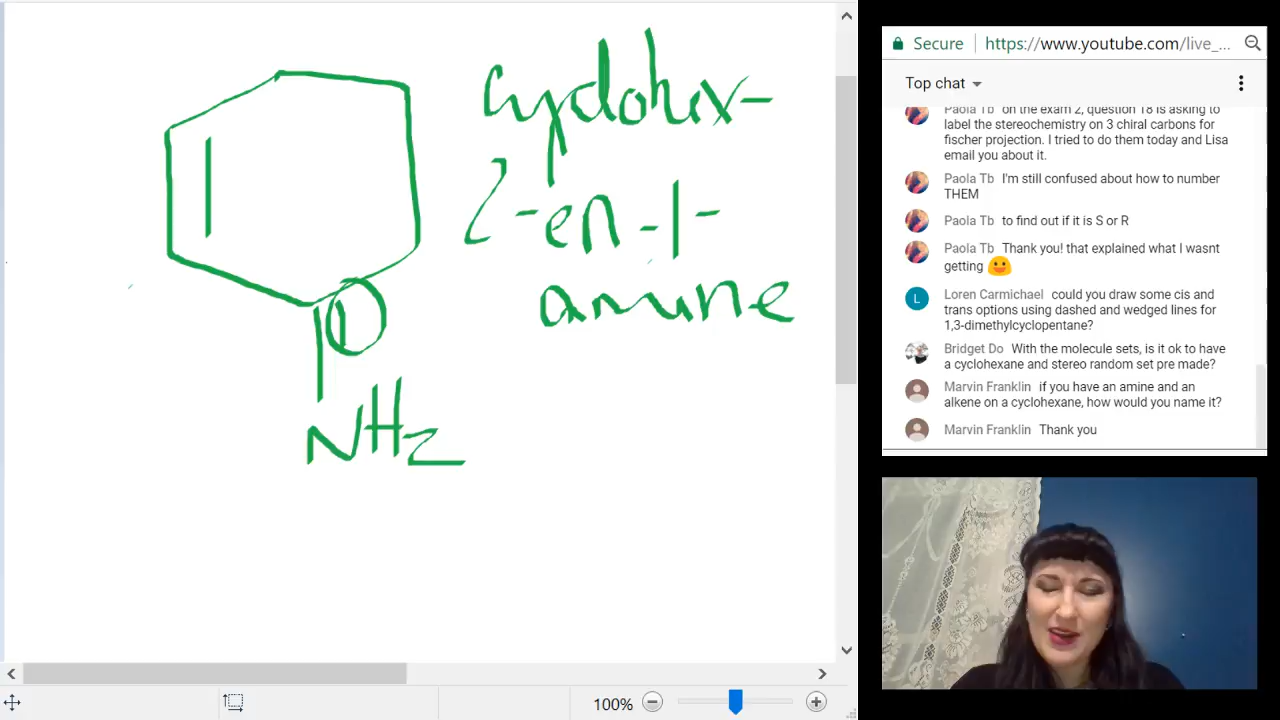 cyclohex-
2-en-1-
amine
1
NH2
100%
Secure https://www.youtube.com/live_...
Top chat
Paola Tb on the exam 2, question 18 is asking to
label the stereochemistry on 3 chiral carbons for
fischer projection. I tried to do them today and Lisa
email you about it.
Paola Tb I'm still confused about how to number
THEM
Paola Tb to find out if it is S or R
Paola Tb Thank you! that explained what I wasnt
getting
L
Loren Carmichael could you draw some cis and
trans options using dashed and wedged lines for
1,3-dimethylcyclopentane?
Bridget Do With the molecule sets, is it ok to have
a cyclohexane and stereo random set pre made?
Marvin Franklin if you have an amine and an
alkene on a cyclohexane, how would you name it?
Marvin Franklin Thank you